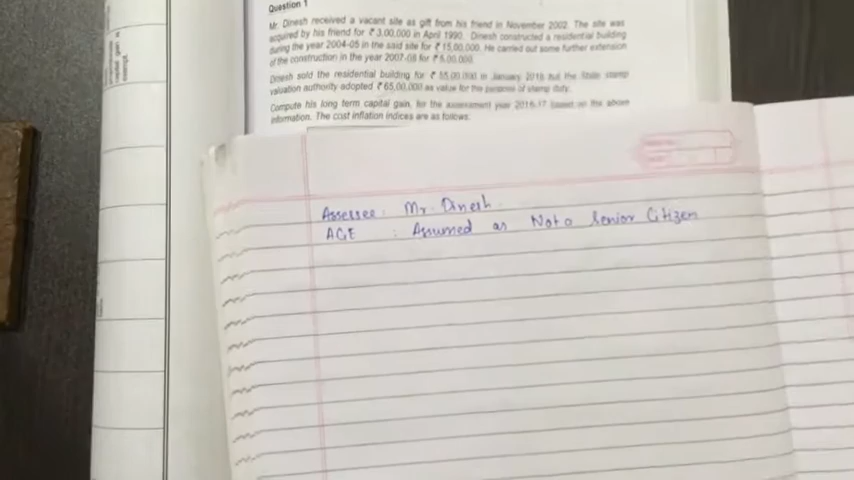 Question 1
Mr. Dinesh received a vacant site as gift from his friend in November 2002. The site was
acquired by his friend for ₹ 3,00,000 in April 1990. Dinesh constructed a residential building
during the year 2004-05 in the said site for ₹ 15,00,000. He carried out some further extension
of the construction in the year 2007-08 for ₹ 5,00,000.
Dinesh sold the residential building for ₹ 55,00,000 in January 2016 but the State stamp
valuation authority adopted ₹ 65,00,000 as value for the purpose of stamp duty.
Compute his long term capital gain, for the assessment year 2016-17 based on the above
information. The cost inflation indices are as follows:
Assessee : Mr. Dinesh
AGE : Assumed as Not a Senior Citizen
capital gain is
exempt.